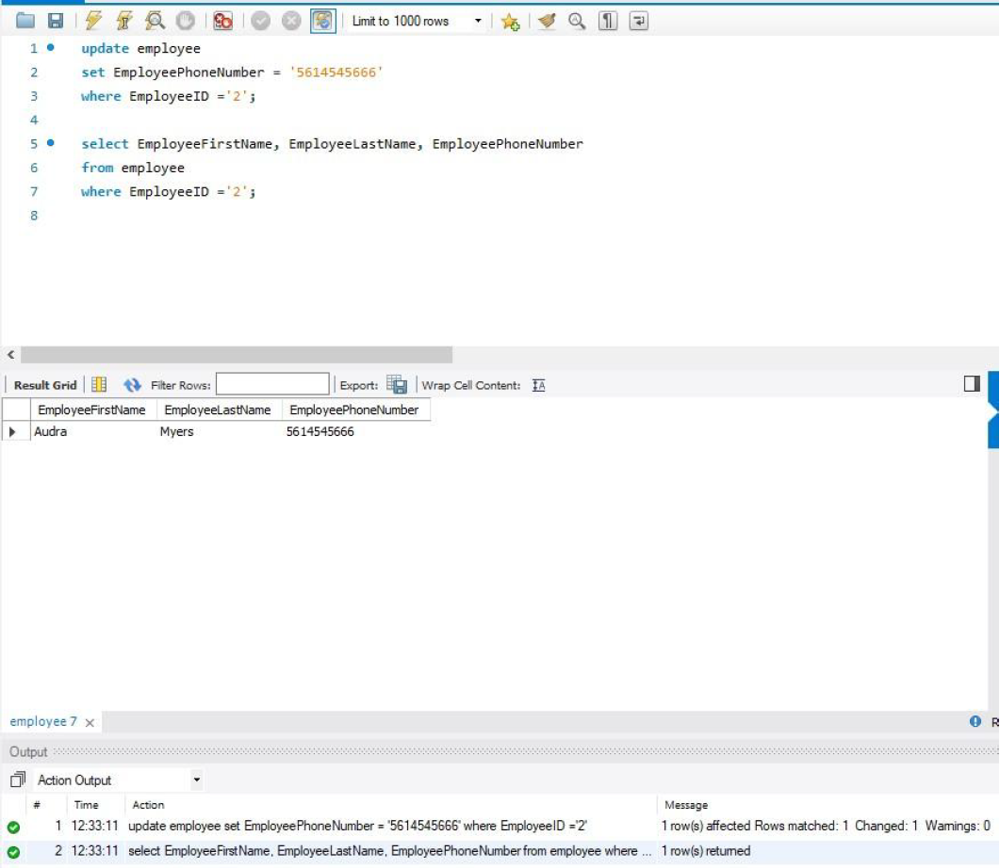 Limit to 1000 rows
1 update employee
2 set EmployeePhoneNumber = '5614545666'
3 where EmployeeID ='2';
4
5 select EmployeeFirstName, EmployeeLastName, EmployeePhoneNumber
6 from employee
7 where EmployeeID ='2';
8
Result Grid Filter Rows: Export: Wrap Cell Content: IA
EmployeeFirstName EmployeeLastName EmployeePhoneNumber
Audra Myers 5614545666
employee 7 R
Output
Action Output
# Time Action Message
1 12:33:11 update employee set EmployeePhoneNumber = '5614545666' where EmployeeID ='2' 1 row(s) affected Rows matched: 1 Changed: 1 Warnings: 0
2 12:33:11 select EmployeeFirstName, EmployeeLastName, EmployeePhoneNumber from employee where ... 1 row(s) returned